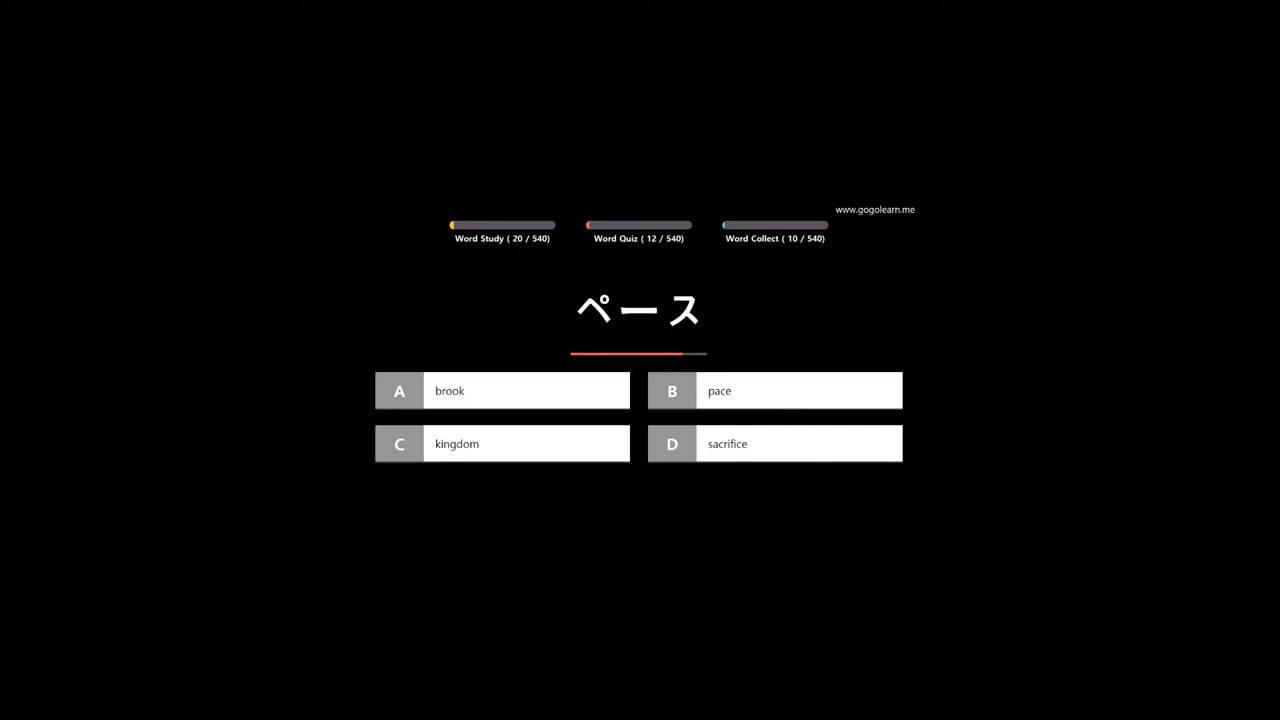 www.gogolearn.me
Word Study ( 20 / 540)
Word Quiz ( 12 / 540)
Word Collect ( 10 / 540)
ペース
A brook
B pace
C kingdom
D sacrifice